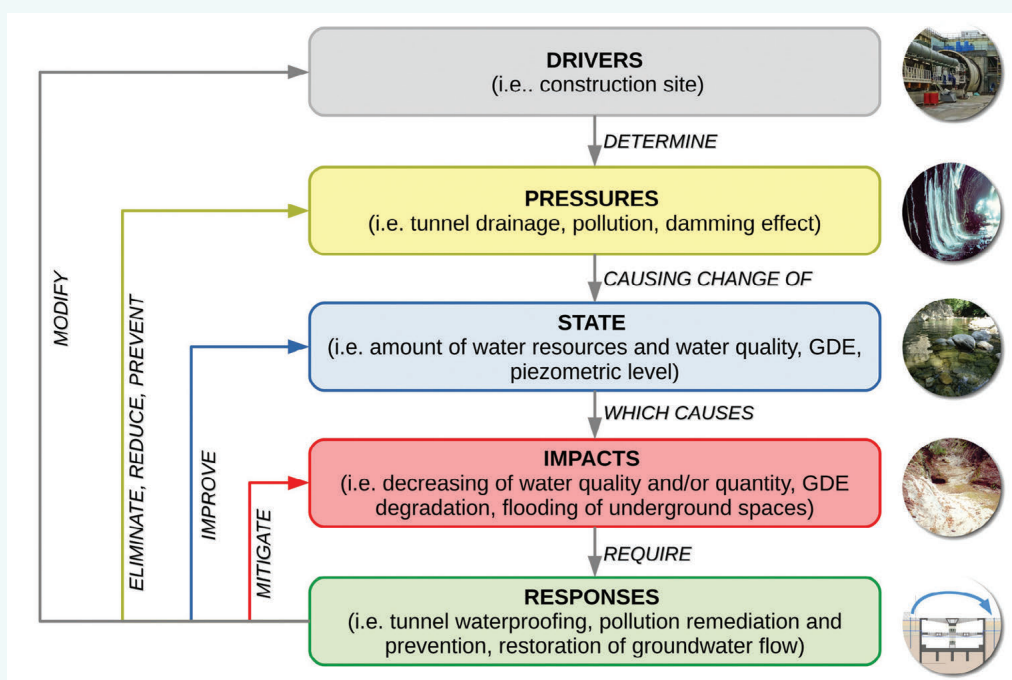 DRIVERS
(i.e.. construction site)
DETERMINE
PRESSURES
(i.e. tunnel drainage, pollution, damming effect)
CAUSING CHANGE OF
STATE
(i.e. amount of water resources and water quality, GDE,
piezometric level)
WHICH CAUSES
IMPACTS
(i.e. decreasing of water quality and/or quantity, GDE
degradation, flooding of underground spaces)
REQUIRE
RESPONSES
(i.e. tunnel waterproofing, pollution remediation and
prevention, restoration of groundwater flow)
MODIFY
ELIMINATE, REDUCE, PREVENT
IMPROVE
MITIGATE